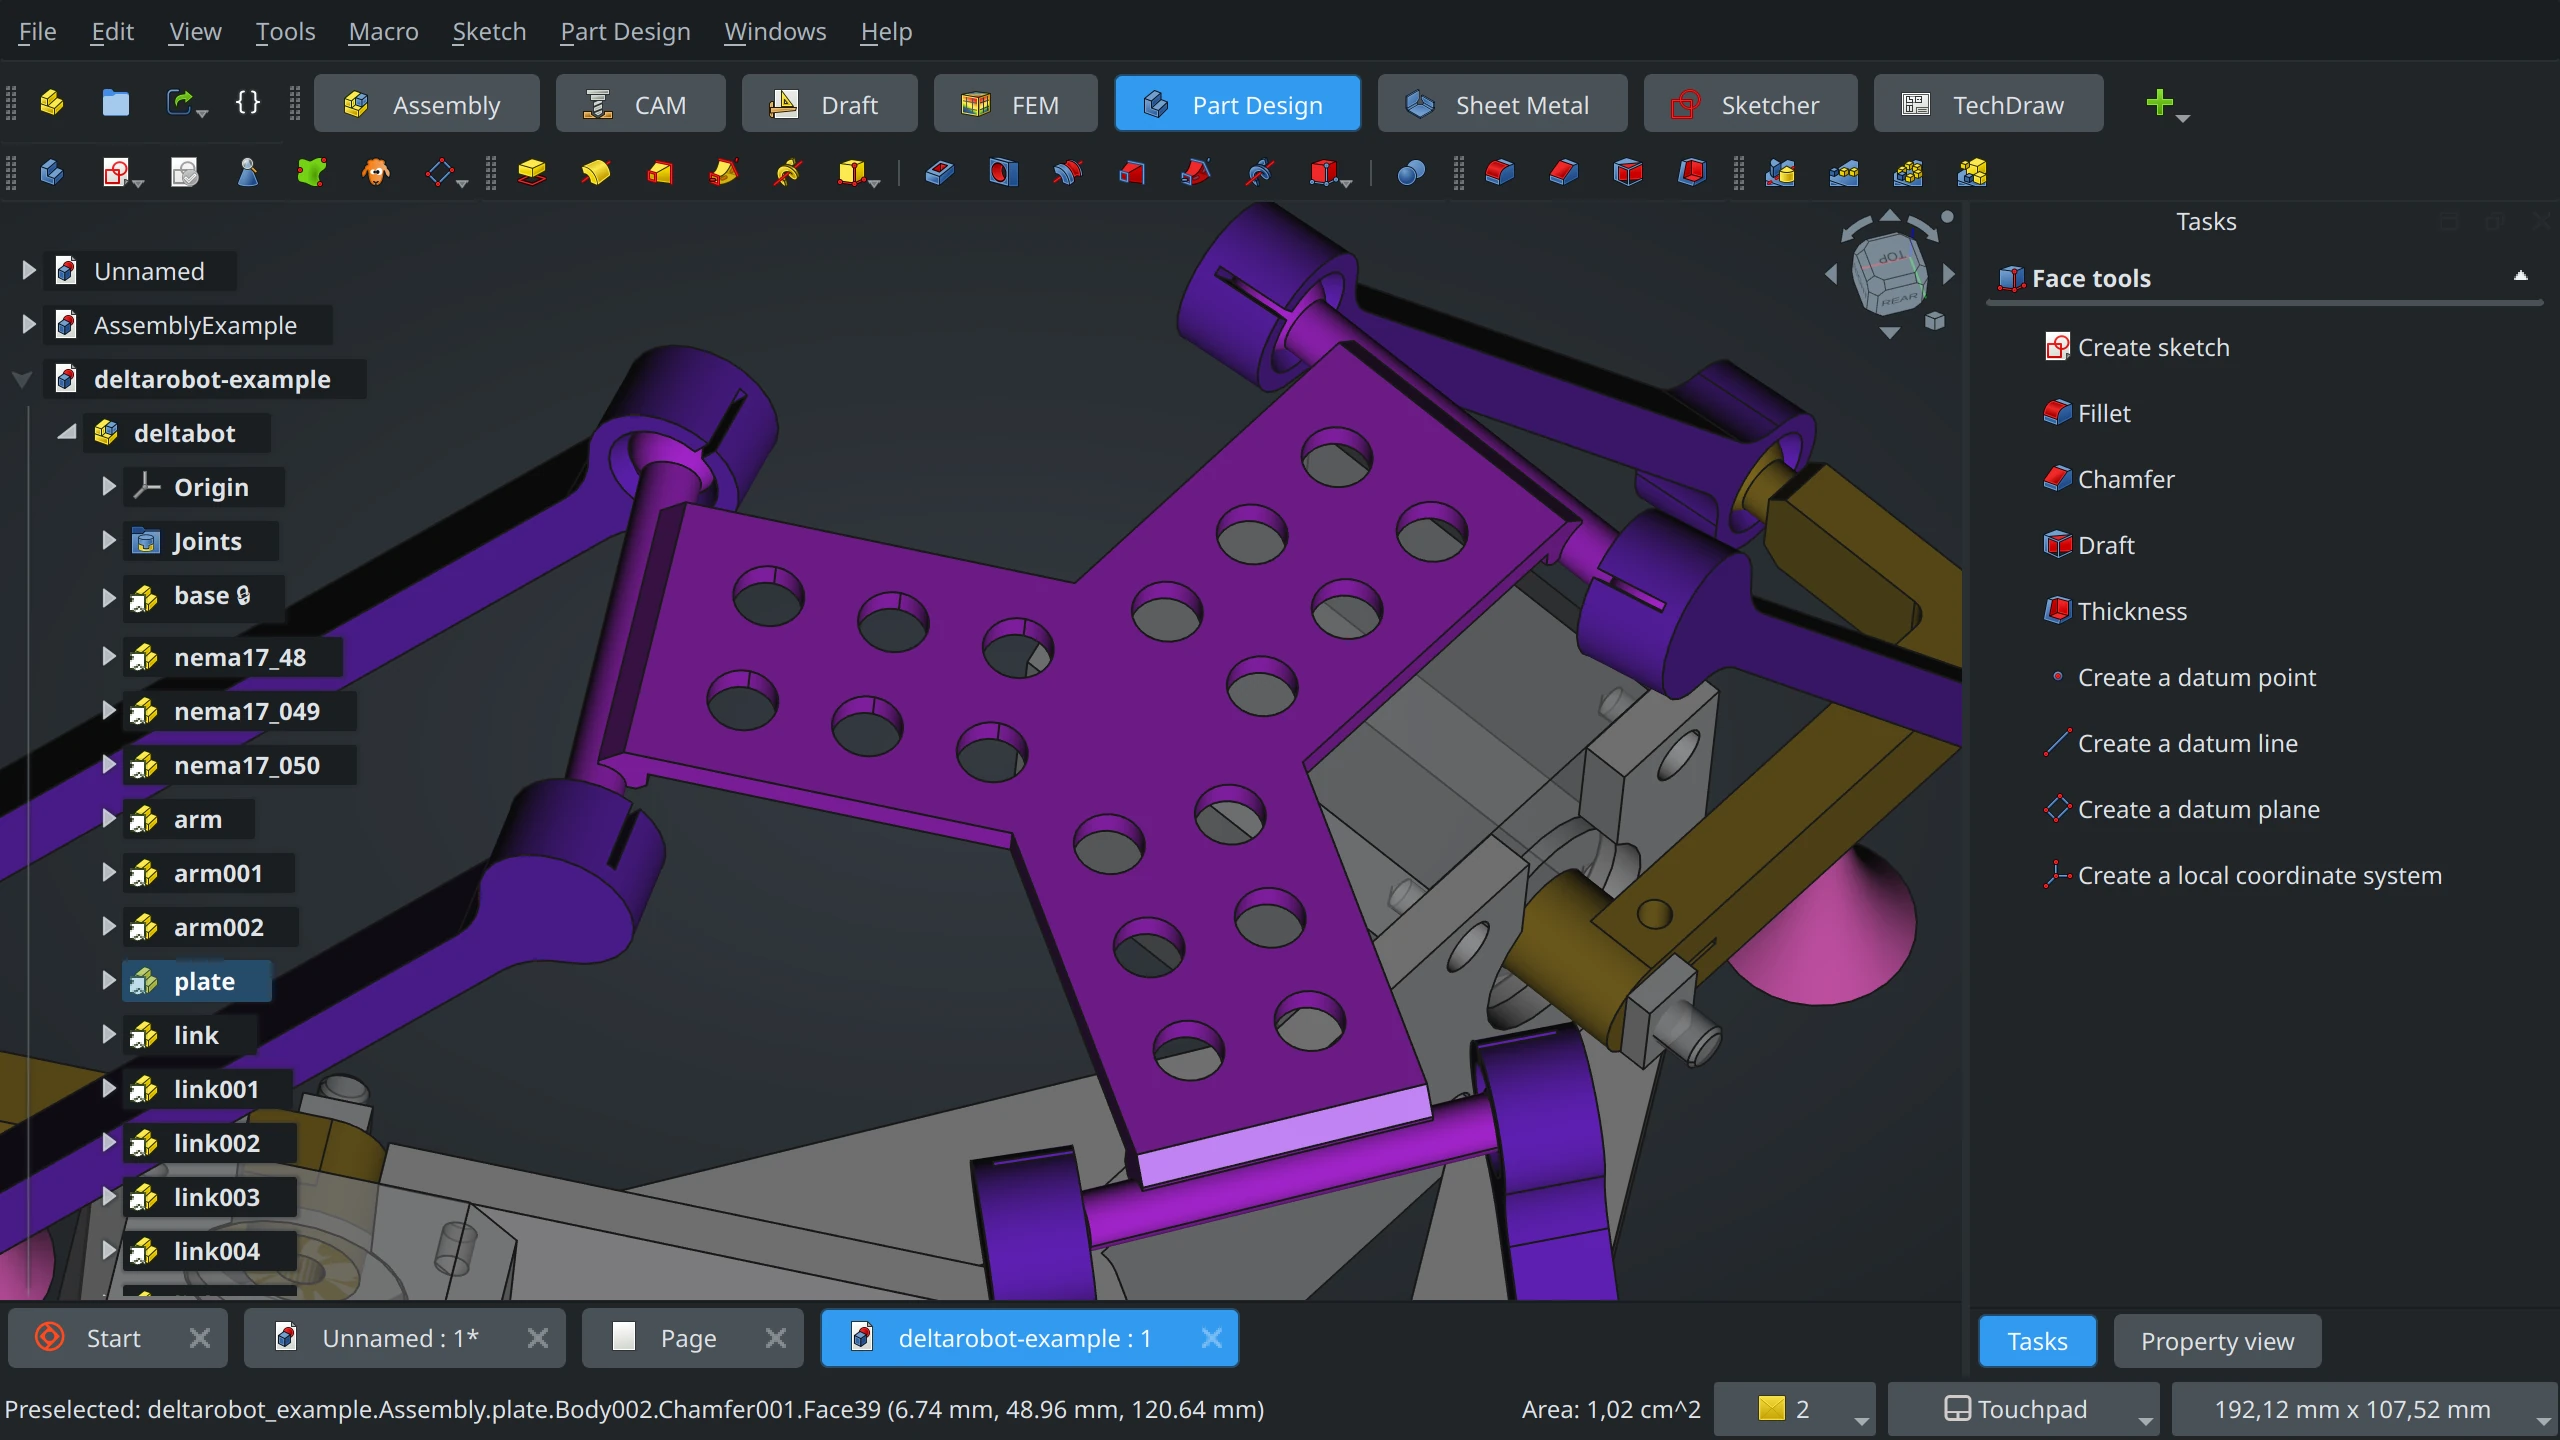 File Edit View Tools Macro Sketch Part Design Windows Help
{} Assembly CAM Draft FEM Part Design Sheet Metal Sketcher TechDraw
Tasks
TOP
REAR
Unnamed
AssemblyExample
deltarobot-example
deltabot
Origin
Joints
base
nema17_48
nema17_049
nema17_050
arm
arm001
arm002
plate
link
link001
link002
link003
link004
Face tools
Create sketch
Fillet
Chamfer
Draft
Thickness
Create a datum point
Create a datum line
Create a datum plane
Create a local coordinate system
Start Unnamed : 1* Page deltarobot-example : 1
Tasks Property view
Preselected: deltarobot_example.Assembly.plate.Body002.Chamfer001.Face39 (6.74 mm, 48.96 mm, 120.64 mm) Area: 1,02 cm^2 2 Touchpad 192,12 mm x 107,52 mm